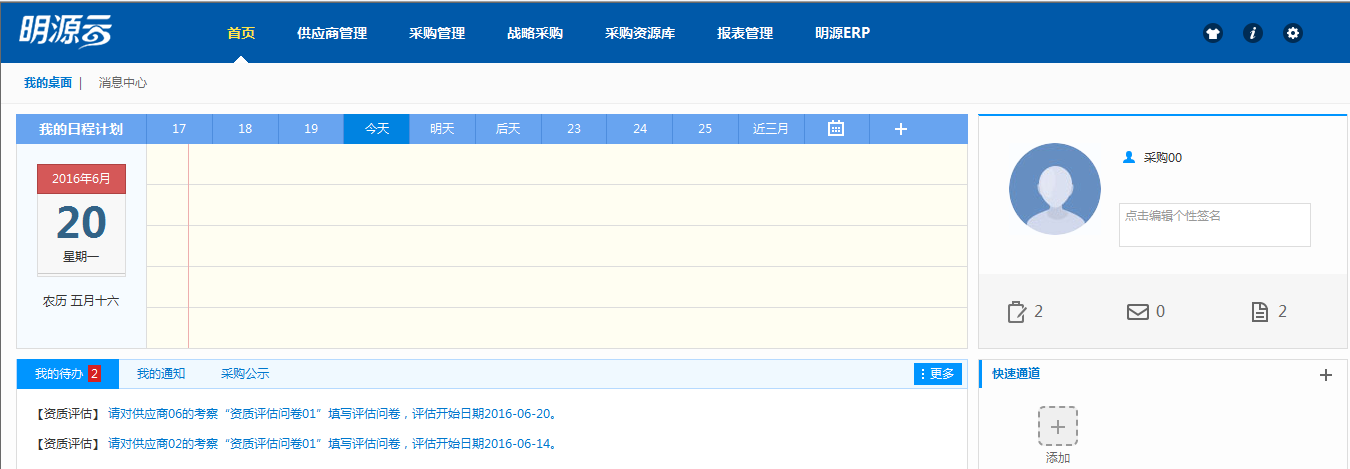 明源云
首页 供应商管理 采购管理 战略采购 采购资源库 报表管理 明源ERP
我的桌面 | 消息中心
我的日程计划 17 18 19 今天 明天 后天 23 24 25 近三月
2016年6月
20
星期一
农历 五月十六
采购00
点击编辑个性签名
2 0 2
我的待办 2 我的通知 采购公示 更多
【资质评估】 请对供应商06的考察“资质评估问卷01”填写评估问卷，评估开始日期2016-06-20。
【资质评估】 请对供应商02的考察“资质评估问卷01”填写评估问卷，评估开始日期2016-06-14。
快速通道
添加